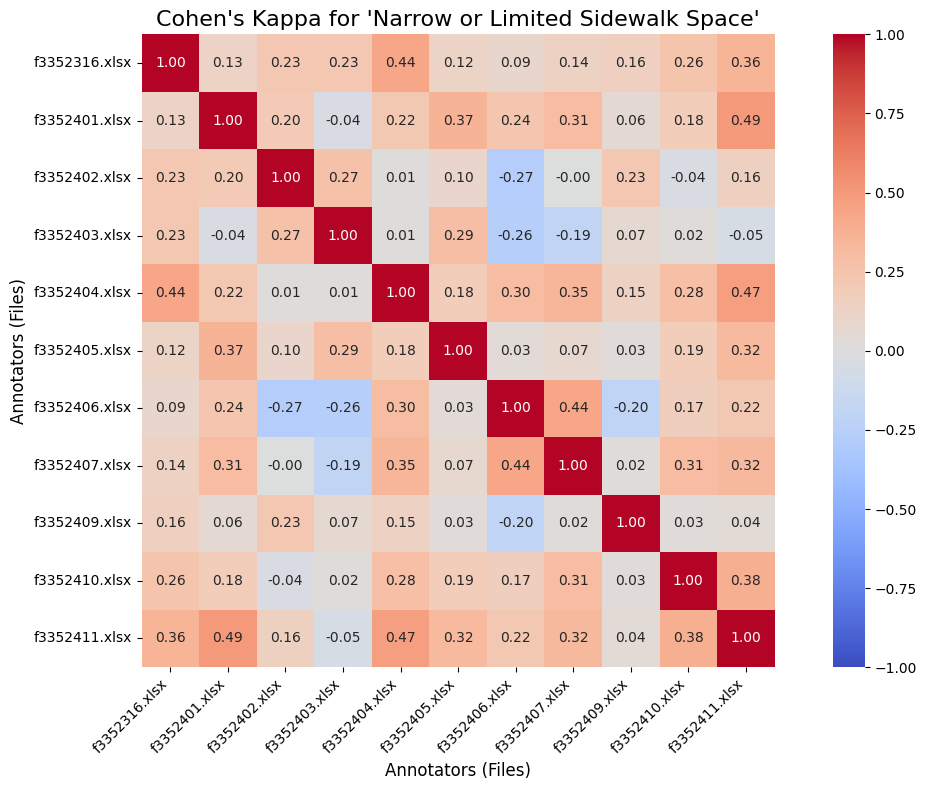 Cohen's Kappa for 'Narrow or Limited Sidewalk Space'
Annotators (Files)
f3352316.xlsx 1.00 0.13 0.23 0.23 0.44 0.12 0.09 0.14 0.16 0.26 0.36
f3352401.xlsx 0.13 1.00 0.20 -0.04 0.22 0.37 0.24 0.31 0.06 0.18 0.49
f3352402.xlsx 0.23 0.20 1.00 0.27 0.01 0.10 -0.27 -0.00 0.23 -0.04 0.16
f3352403.xlsx 0.23 -0.04 0.27 1.00 0.01 0.29 -0.26 -0.19 0.07 0.02 -0.05
f3352404.xlsx 0.44 0.22 0.01 0.01 1.00 0.18 0.30 0.35 0.15 0.28 0.47
f3352405.xlsx 0.12 0.37 0.10 0.29 0.18 1.00 0.03 0.07 0.03 0.19 0.32
f3352406.xlsx 0.09 0.24 -0.27 -0.26 0.30 0.03 1.00 0.44 -0.20 0.17 0.22
f3352407.xlsx 0.14 0.31 -0.00 -0.19 0.35 0.07 0.44 1.00 0.02 0.31 0.32
f3352409.xlsx 0.16 0.06 0.23 0.07 0.15 0.03 -0.20 0.02 1.00 0.03 0.04
f3352410.xlsx 0.26 0.18 -0.04 0.02 0.28 0.19 0.17 0.31 0.03 1.00 0.38
f3352411.xlsx 0.36 0.49 0.16 -0.05 0.47 0.32 0.22 0.32 0.04 0.38 1.00
f3352316.xlsx f3352401.xlsx f3352402.xlsx f3352403.xlsx f3352404.xlsx f3352405.xlsx f3352406.xlsx f3352407.xlsx f3352409.xlsx f3352410.xlsx f3352411.xlsx
Annotators (Files)
1.00
0.75
0.50
0.25
0.00
−0.25
−0.50
−0.75
−1.00